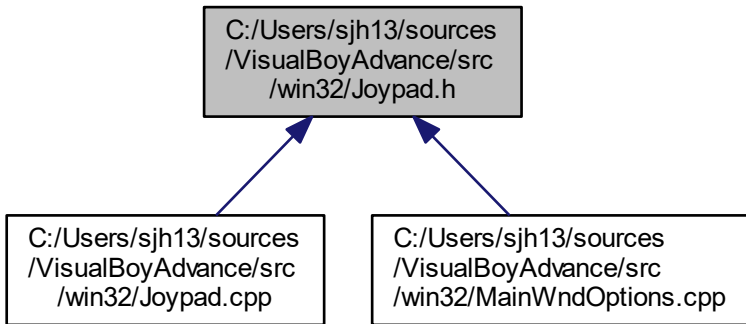 C:/Users/sjh13/sources
/VisualBoyAdvance/src
/win32/Joypad.h
C:/Users/sjh13/sources
/VisualBoyAdvance/src
/win32/Joypad.cpp
C:/Users/sjh13/sources
/VisualBoyAdvance/src
/win32/MainWndOptions.cpp